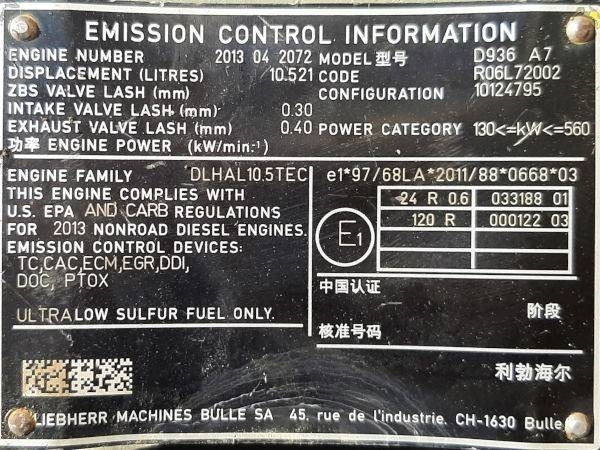 EMISSION CONTROL INFORMATION
ENGINE NUMBER 2013 04 2072
DISPLACEMENT (LITRES) 10.521
ZBS VALVE LASH (mm)
INTAKE VALVE LASH (mm) 0.30
EXHAUST VALVE LASH (mm) 0.40
功率 ENGINE POWER (kW/min.-¹)
MODEL 型号 D936 A7
CODE R06L72002
CONFIGURATION 10124795
POWER CATEGORY 130<=kW<=560
ENGINE FAMILY DLHAL10.5TEC
THIS ENGINE COMPLIES WITH
U.S. EPA AND CARB REGULATIONS
FOR 2013 NONROAD DIESEL ENGINES.
EMISSION CONTROL DEVICES:
TC,CAC,ECM,EGR,DDI,
DOC, PTOX
ULTRA LOW SULFUR FUEL ONLY.
e1*97/68LA*2011/88*0668*03
24 R 0.6 033188 01
120 R 000122 03
E1
中国认证
阶段
核准号码
利勃海尔
LIEBHERR MACHINES BULLE SA 45, rue de l'industrie. CH-1630 Bulle